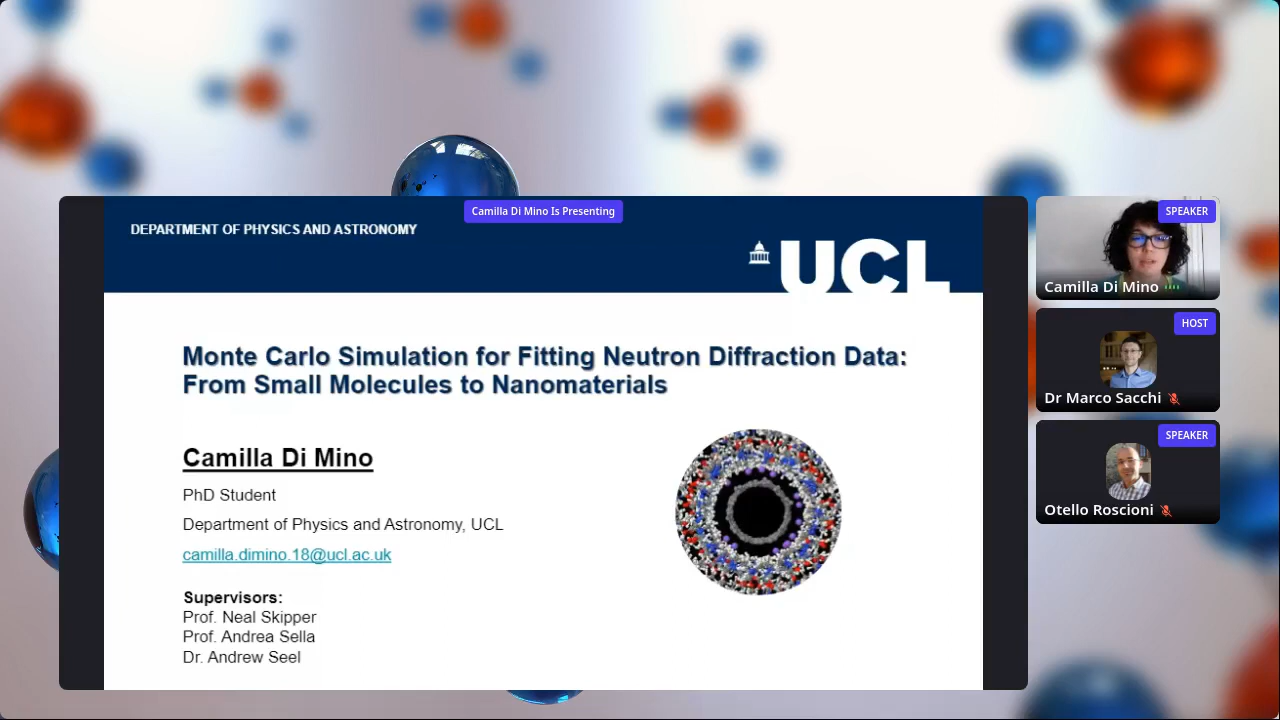 Camilla Di Mino Is Presenting
DEPARTMENT OF PHYSICS AND ASTRONOMY
UCL
Monte Carlo Simulation for Fitting Neutron Diffraction Data:
From Small Molecules to Nanomaterials
Camilla Di Mino
PhD Student
Department of Physics and Astronomy, UCL
camilla.dimino.18@ucl.ac.uk
Supervisors:
Prof. Neal Skipper
Prof. Andrea Sella
Dr. Andrew Seel
SPEAKER
Camilla Di Mino
HOST
Dr Marco Sacchi
SPEAKER
Otello Roscioni